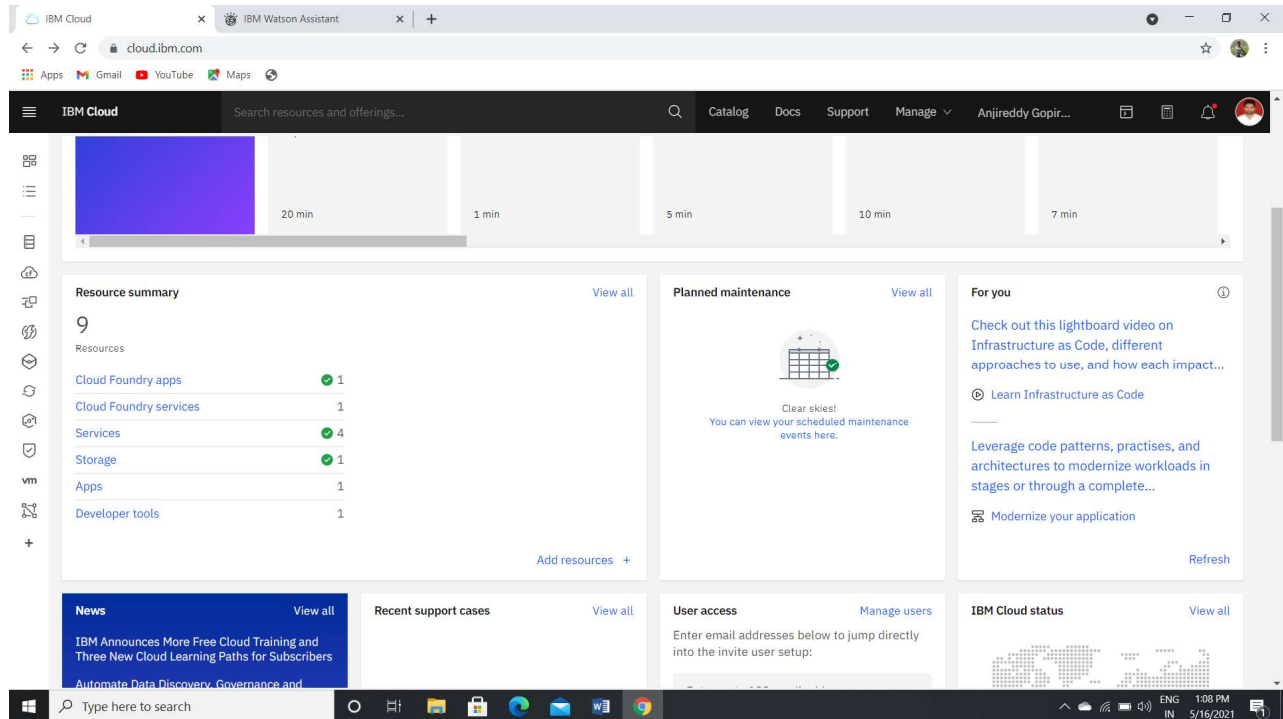 IBM Cloud
IBM Watson Assistant
cloud.ibm.com
Apps
Gmail
YouTube
Maps
IBM Cloud
Search resources and offerings...
Catalog
Docs
Support
Manage
Anjireddy Gopir...
20 min
1 min
5 min
10 min
7 min
Resource summary
View all
9
Resources
Cloud Foundry apps 1
Cloud Foundry services 1
Services 4
Storage 1
Apps 1
Developer tools 1
Add resources +
Planned maintenance
View all
Clear skies!
You can view your scheduled maintenance
events here.
For you
Check out this lightboard video on
Infrastructure as Code, different
approaches to use, and how each impact...
Learn Infrastructure as Code
Leverage code patterns, practises, and
architectures to modernize workloads in
stages or through a complete...
Modernize your application
Refresh
vm
News
View all
IBM Announces More Free Cloud Training and
Three New Cloud Learning Paths for Subscribers
Automate Data Discovery, Governance and
Recent support cases
View all
User access
Manage users
Enter email addresses below to jump directly
into the invite user setup:
IBM Cloud status
View all
Type here to search
ENG
IN
1:08 PM
5/16/2021